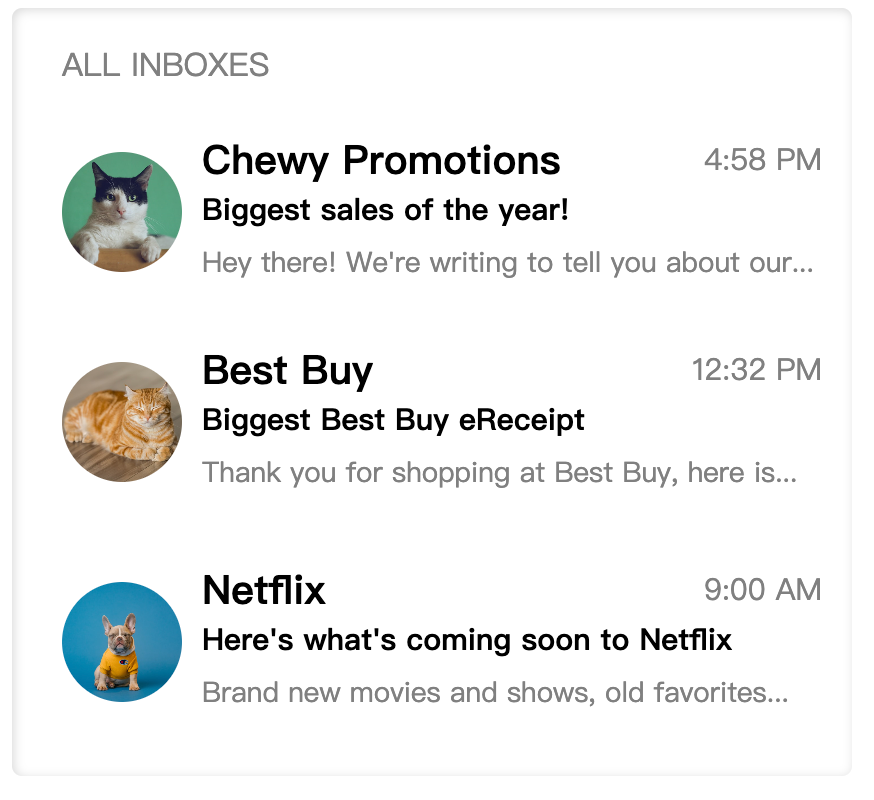 ALL INBOXES
Chewy Promotions
4:58 PM
Biggest sales of the year!
Hey there! We're writing to tell you about our...
Best Buy
12:32 PM
Biggest Best Buy eReceipt
Thank you for shopping at Best Buy, here is...
Netflix
9:00 AM
Here's what's coming soon to Netflix
Brand new movies and shows, old favorites...